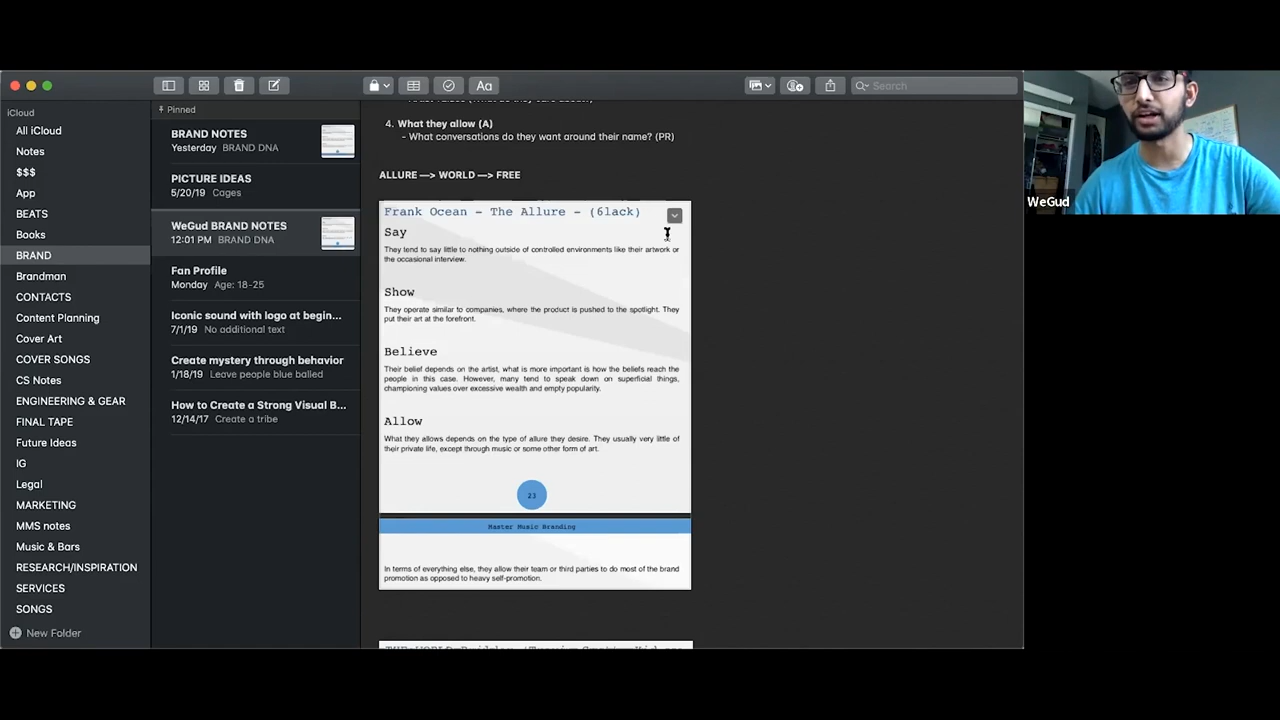 Search
iCloud
All iCloud
Notes
$$$
App
BEATS
Books
BRAND
Brandman
CONTACTS
Content Planning
Cover Art
COVER SONGS
CS Notes
ENGINEERING & GEAR
FINAL TAPE
Future Ideas
IG
Legal
MARKETING
MMS notes
Music & Bars
RESEARCH/INSPIRATION
SERVICES
SONGS
New Folder
Pinned
BRAND NOTES
Yesterday BRAND DNA
PICTURE IDEAS
5/20/19 Cages
WeGud BRAND NOTES
12:01 PM BRAND DNA
Fan Profile
Monday Age: 18-25
Iconic sound with logo at begin...
7/1/19 No additional text
Create mystery through behavior
1/18/19 Leave people blue balled
How to Create a Strong Visual B...
12/14/17 Create a tribe
Aa
4. What they allow (A)
- What conversations do they want around their name? (PR)
ALLURE —> WORLD —> FREE
Frank Ocean - The Allure - (6lack)
Say
They tend to say little to nothing outside of controlled environments like their artwork or
the occasional interview.
Show
They operate similar to companies, where the product is pushed to the spotlight. They
put their art at the forefront.
Believe
Their belief depends on the artist, what is more important is how the beliefs reach the
people in this case. However, many tend to speak down on superficial things,
championing values over excessive wealth and empty popularity.
Allow
What they allows depends on the type of allure they desire. They usually very little of
their private life, except through music or some other form of art.
23
Master Music Branding
In terms of everything else, they allow their team or third parties to do most of the brand
promotion as opposed to heavy self-promotion.
WeGud